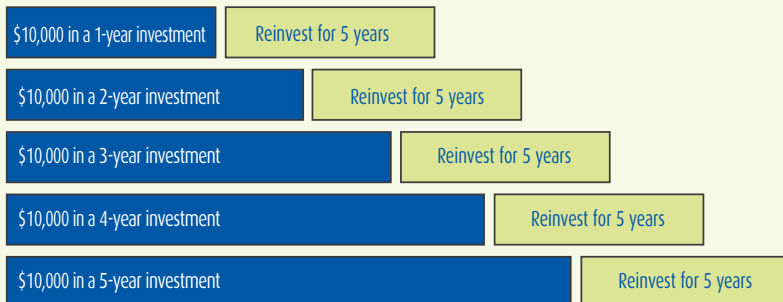 $10,000 in a 1-year investment Reinvest for 5 years
$10,000 in a 2-year investment Reinvest for 5 years
$10,000 in a 3-year investment Reinvest for 5 years
$10,000 in a 4-year investment Reinvest for 5 years
$10,000 in a 5-year investment Reinvest for 5 years